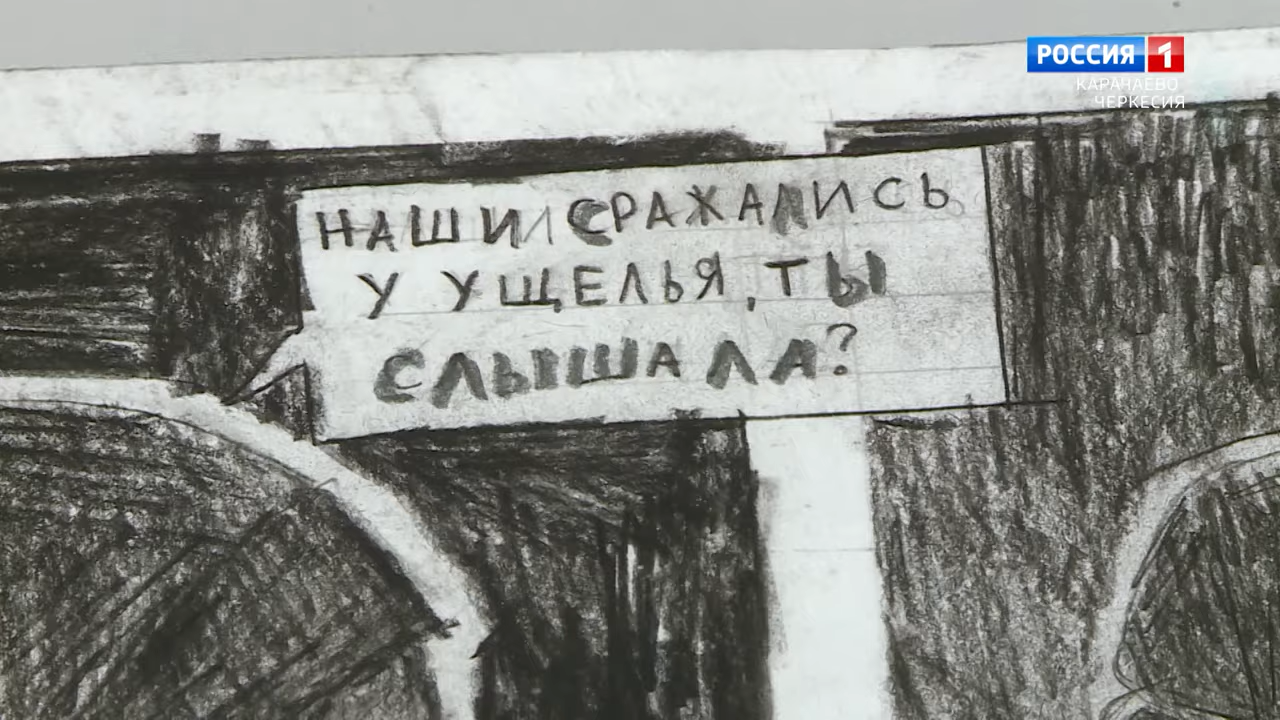 РОССИЯ 1
КАРАЧАЕВО
ЧЕРКЕСИЯ
НАШИ СРАЖАЛИСЬ
У УЩЕЛЬЯ, ТЫ
СЛЫШАЛА?